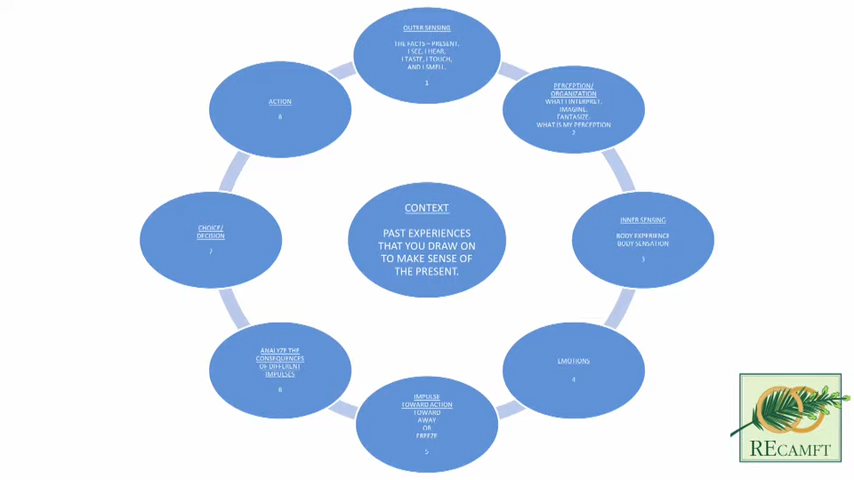 OUTER SENSING
THE FACTS – PRESENT.
I SEE, I HEAR,
I TASTE, I TOUCH,
AND I SMELL.
1
PERCEPTION/
ORGANIZATION
WHAT I INTERPRET,
IMAGINE,
FANTASIZE.
WHAT IS MY PERCEPTION
2
INNER SENSING
BODY EXPERIENCE
BODY SENSATION
3
EMOTIONS
4
IMPULSE
TOWARD ACTION
TOWARD
AWAY
OR
FREEZE
5
ANALYZE THE
CONSEQUENCES
OF DIFFERENT
IMPULSES
6
CHOICE/
DECISION
7
ACTION
8
CONTEXT
PAST EXPERIENCES
THAT YOU DRAW ON
TO MAKE SENSE OF
THE PRESENT.
RECAMFT